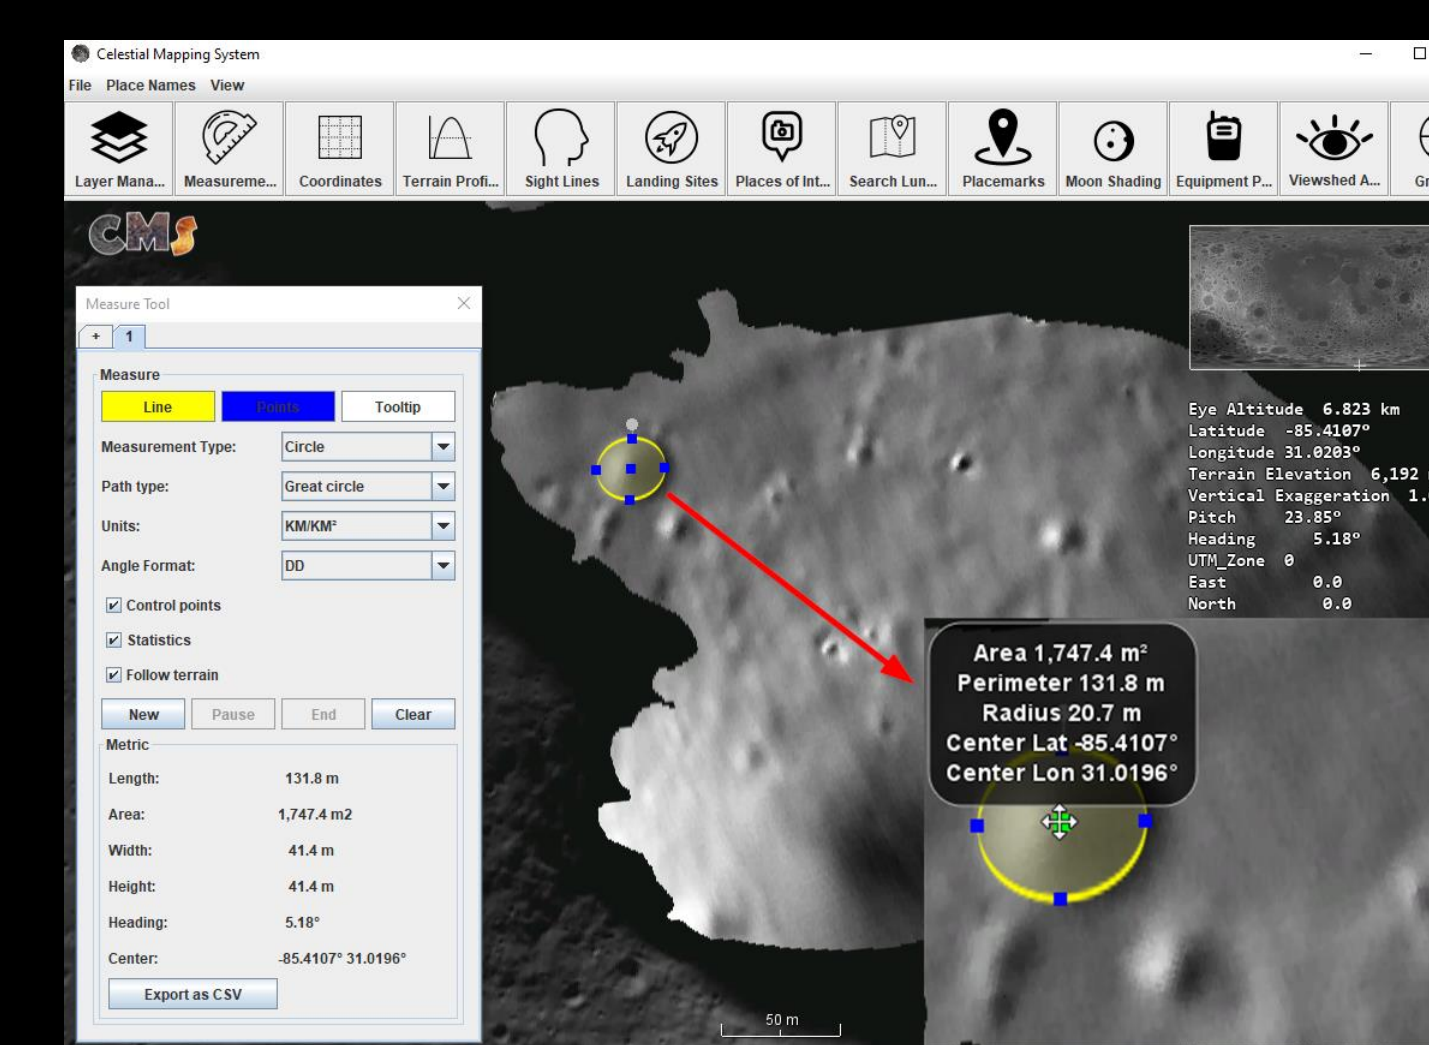 Celestial Mapping System
File Place Names View
Layer Mana... Measureme... Coordinates Terrain Profi... Sight Lines Landing Sites Places of Int... Search Lun... Placemarks Moon Shading Equipment P... Viewshed A...
CMS
Measure Tool
+ 1
Measure
Line Points Tooltip
Measurement Type: Circle
Path type: Great circle
Units: KM/KM²
Angle Format: DD
Control points
Statistics
Follow terrain
New Pause End Clear
Metric
Length: 131.8 m
Area: 1,747.4 m2
Width: 41.4 m
Height: 41.4 m
Heading: 5.18°
Center: -85.4107° 31.0196°
Export as CSV
Eye Altitude 6.823 km
Latitude -85.4107°
Longitude 31.0203°
Terrain Elevation 6,192
Vertical Exaggeration 1.
Pitch 23.85°
Heading 5.18°
UTM_Zone 0
East 0.0
North 0.0
Area 1,747.4 m²
Perimeter 131.8 m
Radius 20.7 m
Center Lat -85.4107°
Center Lon 31.0196°
50 m